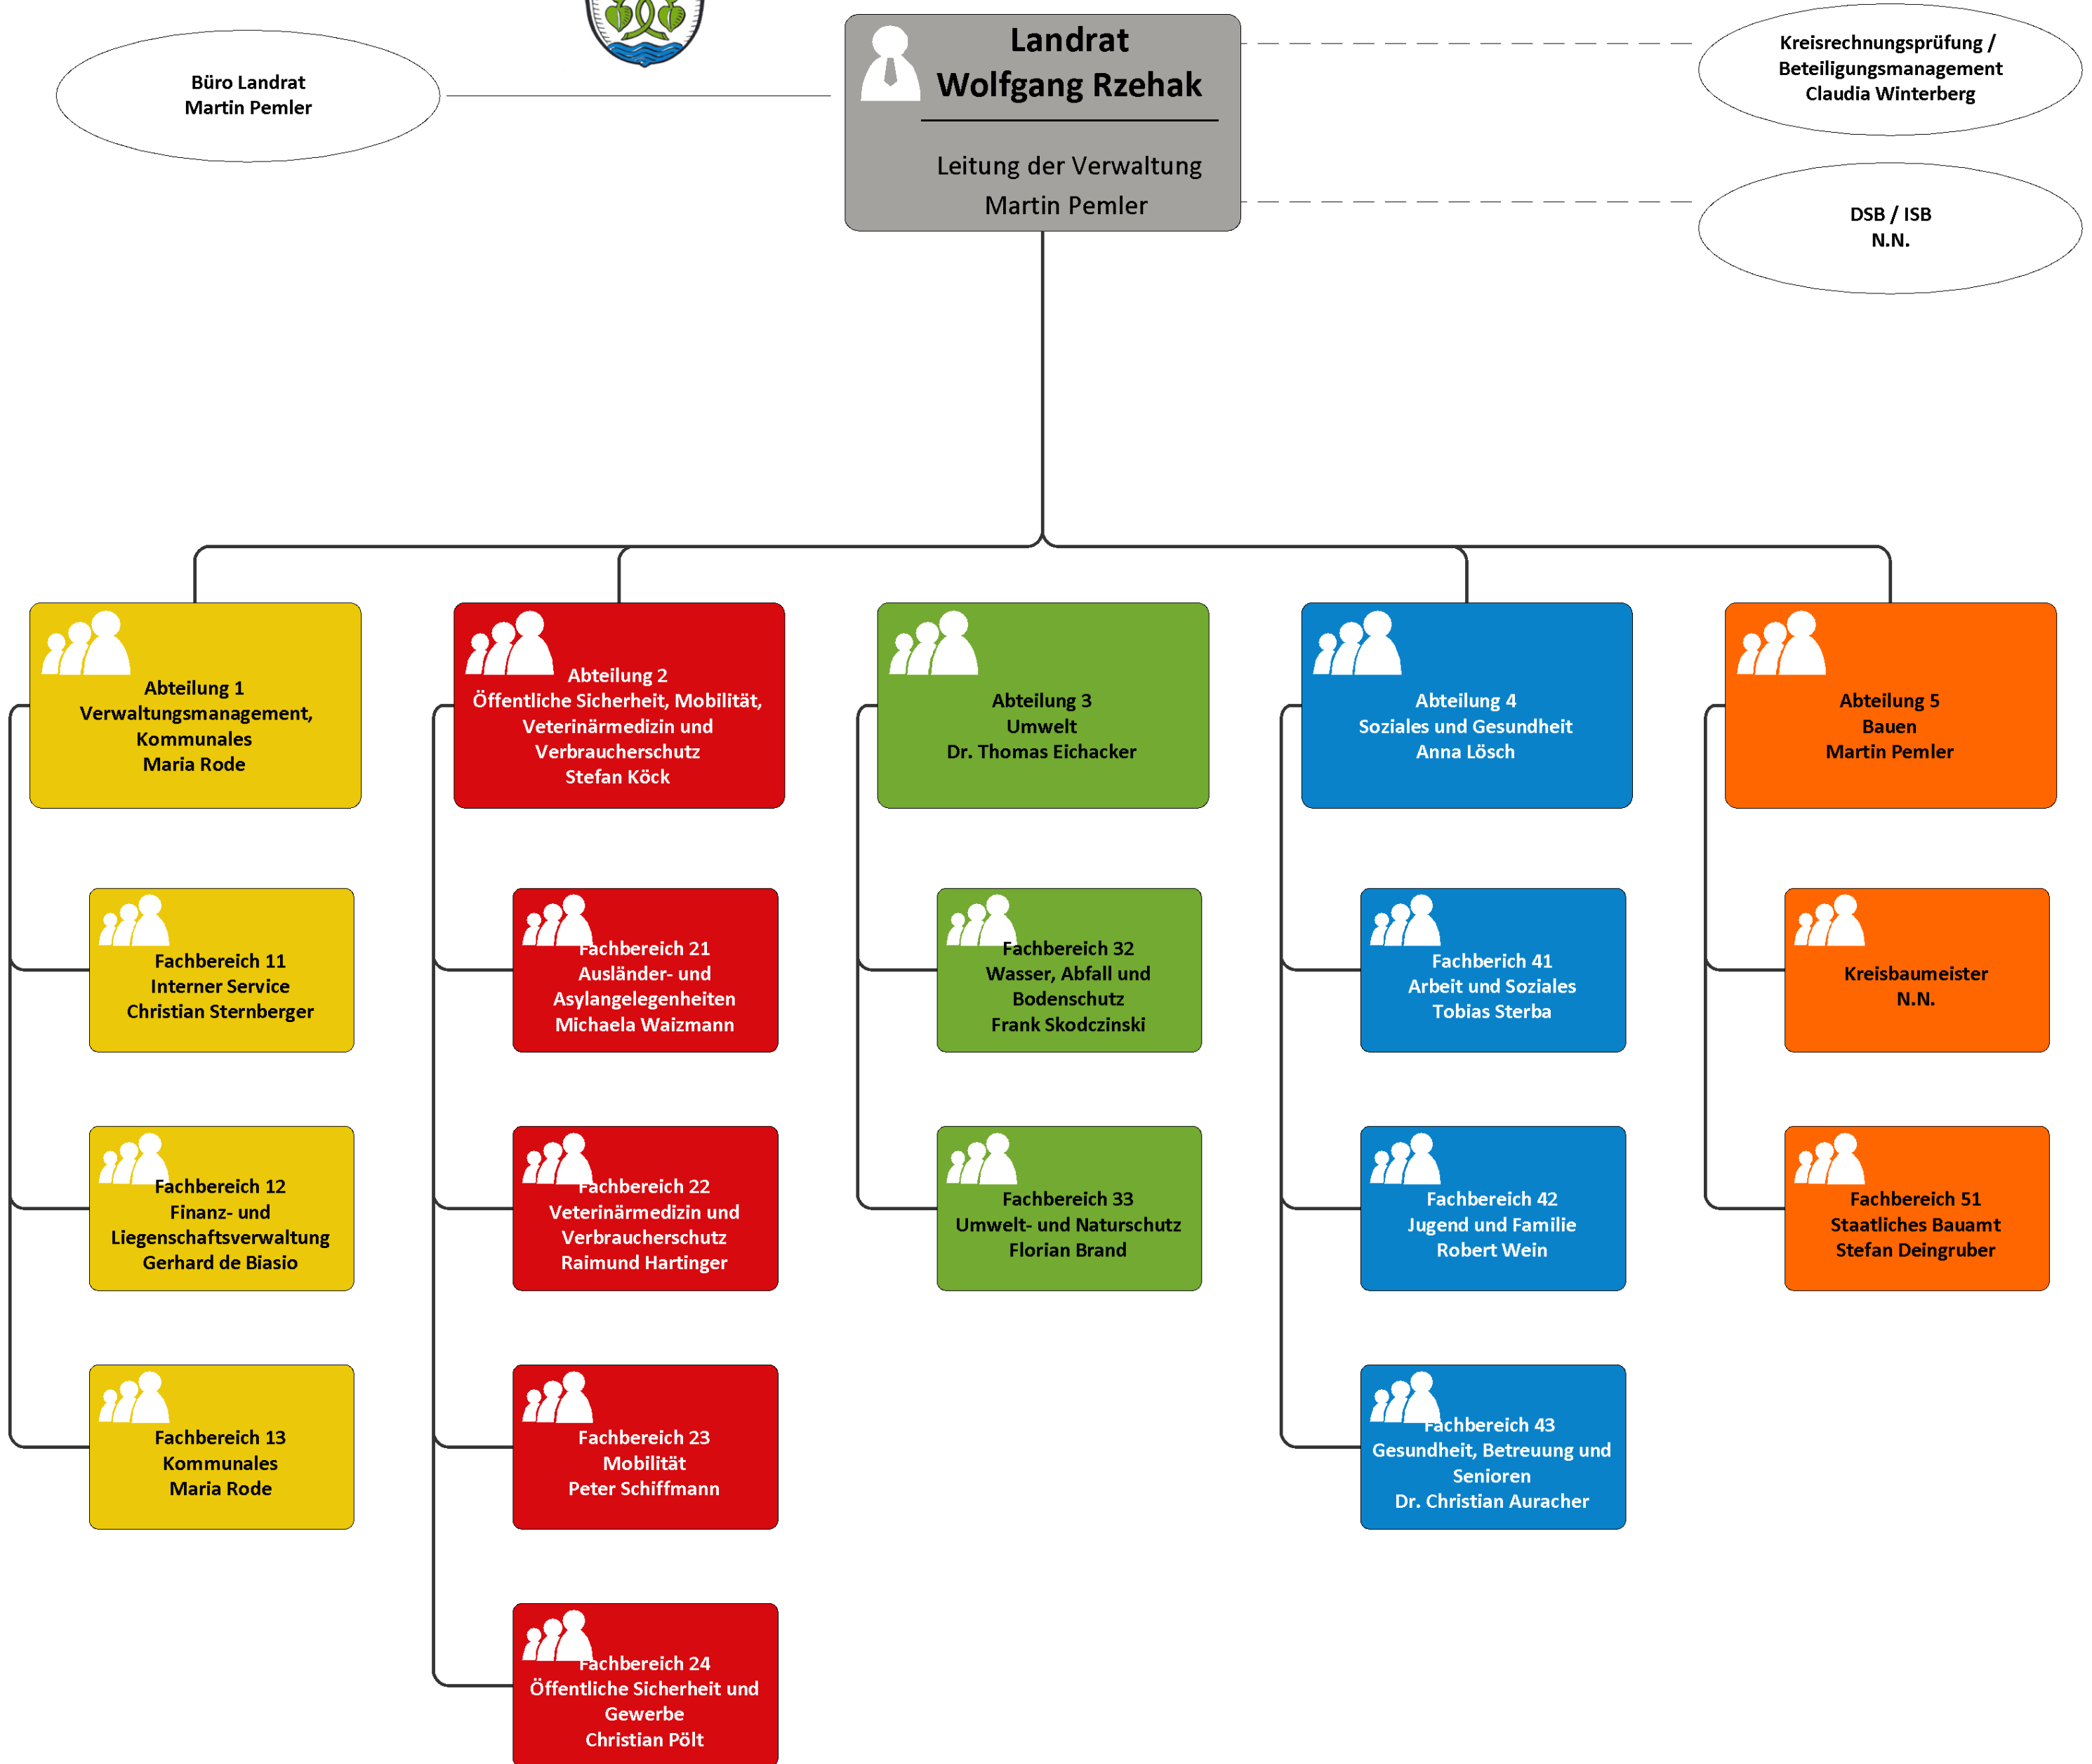 Büro Landrat
Martin Pemler
Landrat
Wolfgang Rzehak
Leitung der Verwaltung
Martin Pemler
Kreisrechnungsprüfung /
Beteiligungsmanagement
Claudia Winterberg
DSB / ISB
N.N.
Abteilung 1
Verwaltungsmanagement,
Kommunales
Maria Rode
Abteilung 2
Öffentliche Sicherheit, Mobilität,
Veterinärmedizin und
Verbraucherschutz
Stefan Köck
Abteilung 3
Umwelt
Dr. Thomas Eichacker
Abteilung 4
Soziales und Gesundheit
Anna Lösch
Abteilung 5
Bauen
Martin Pemler
Fachbereich 11
Interner Service
Christian Sternberger
Fachbereich 21
Ausländer- und
Asylangelegenheiten
Michaela Waizmann
Fachbereich 32
Wasser, Abfall und
Bodenschutz
Frank Skodczinski
Fachberich 41
Arbeit und Soziales
Tobias Sterba
Kreisbaumeister
N.N.
Fachbereich 12
Finanz- und
Liegenschaftsverwaltung
Gerhard de Biasio
Fachbereich 22
Veterinärmedizin und
Verbraucherschutz
Raimund Hartinger
Fachbereich 33
Umwelt- und Naturschutz
Florian Brand
Fachbereich 42
Jugend und Familie
Robert Wein
Fachbereich 51
Staatliches Bauamt
Stefan Deingruber
Fachbereich 13
Kommunales
Maria Rode
Fachbereich 23
Mobilität
Peter Schiffmann
Fachbereich 43
Gesundheit, Betreuung und
Senioren
Dr. Christian Auracher
Fachbereich 24
Öffentliche Sicherheit und
Gewerbe
Christian Pölt